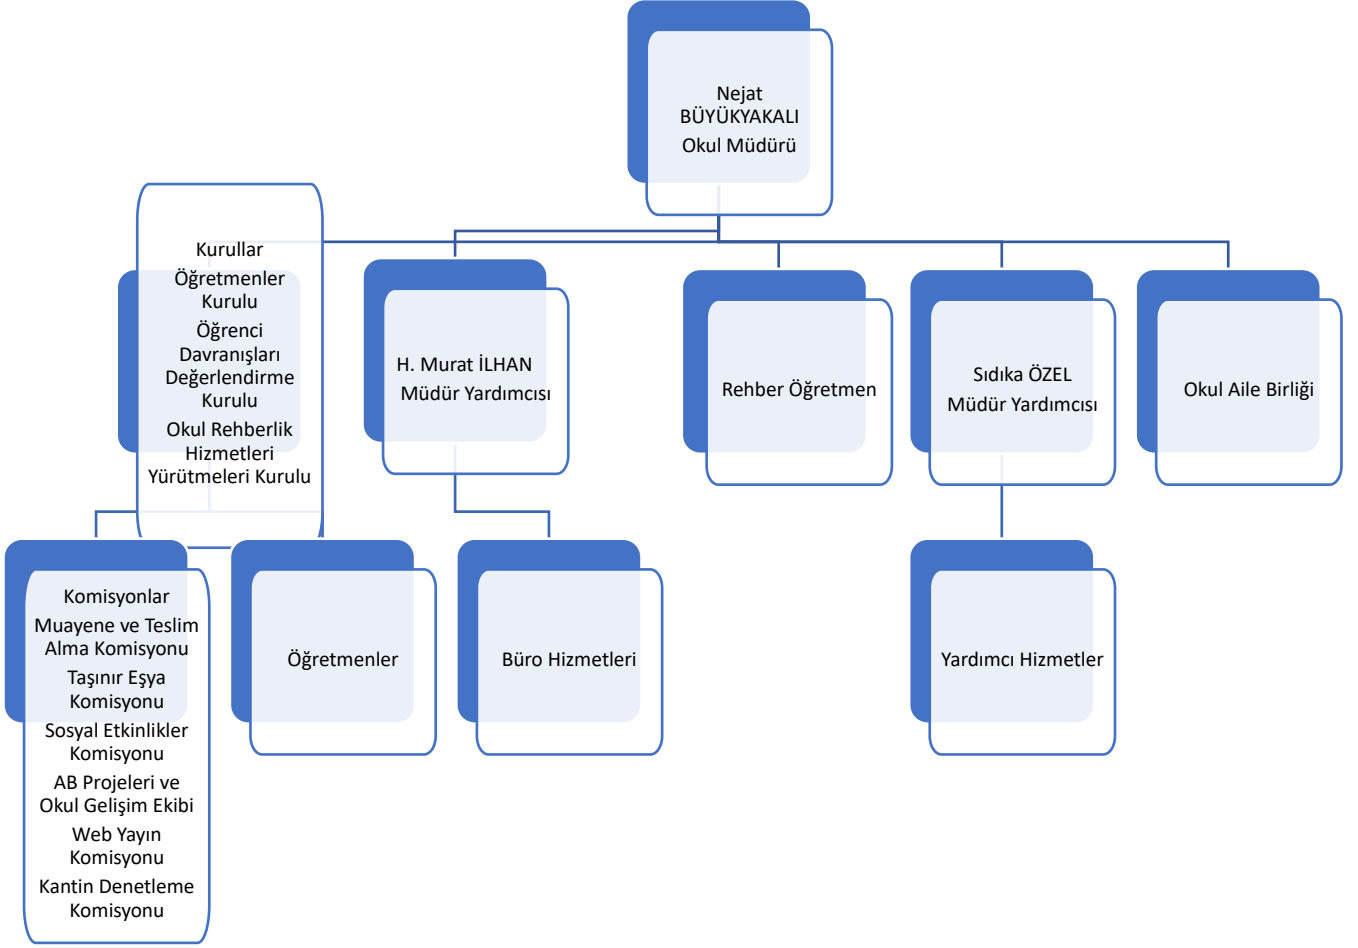 Nejat
BÜYÜKYAKALI
Okul Müdürü
Kurullar
Öğretmenler
Kurulu
Öğrenci
Davranışları
Değerlendirme
Kurulu
Okul Rehberlik
Hizmetleri
Yürütmeleri Kurulu
H. Murat İLHAN
Müdür Yardımcısı
Rehber Öğretmen
Sıdıka ÖZEL
Müdür Yardımcısı
Okul Aile Birliği
Komisyonlar
Muayene ve Teslim
Alma Komisyonu
Taşınır Eşya
Komisyonu
Sosyal Etkinlikler
Komisyonu
AB Projeleri ve
Okul Gelişim Ekibi
Web Yayın
Komisyonu
Kantin Denetleme
Komisyonu
Öğretmenler
Büro Hizmetleri
Yardımcı Hizmetler